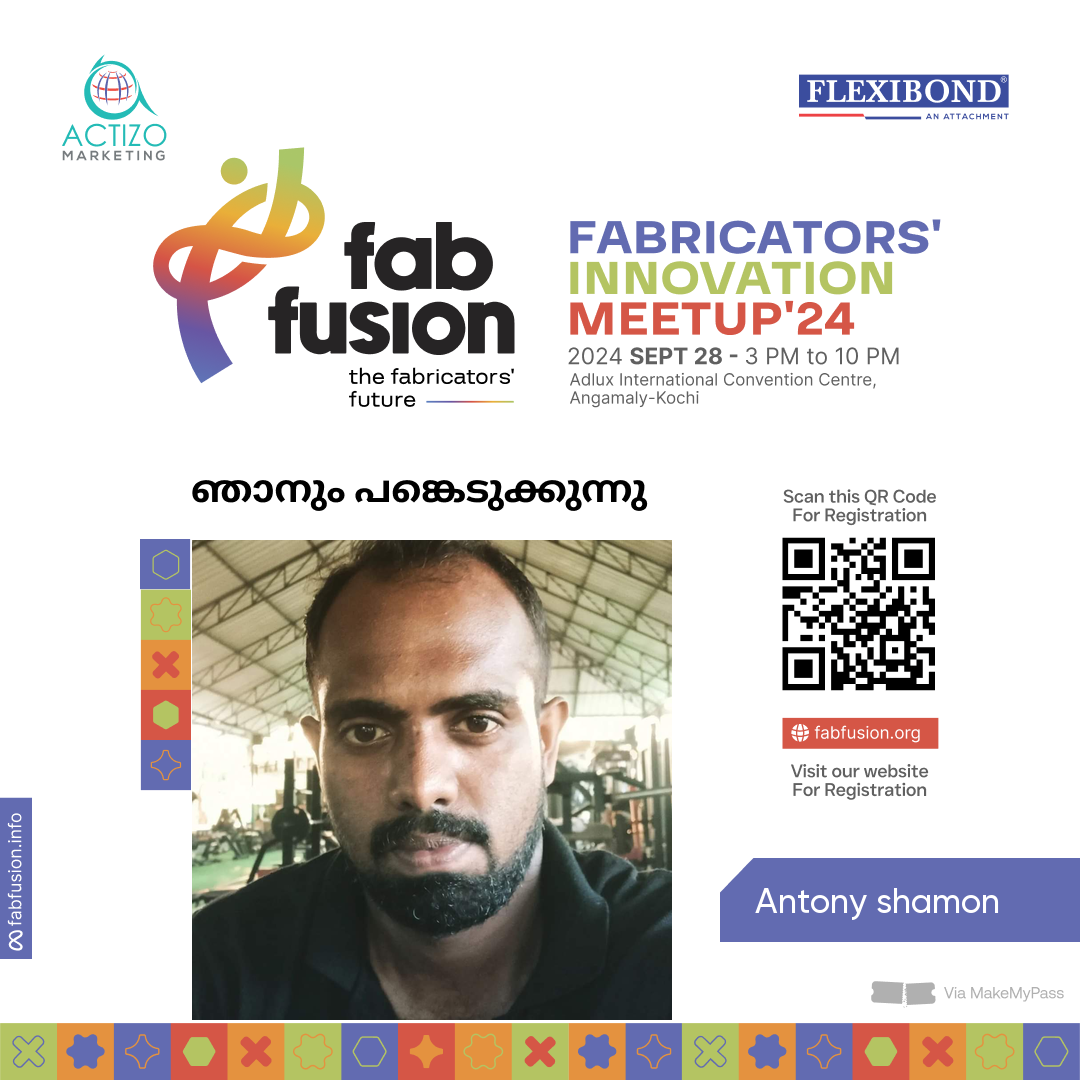 ACTIZO
MARKETING
FLEXIBOND®
AN ATTACHMENT
fab
fusion
the fabricators'
future
FABRICATORS'
INNOVATION
MEETUP'24
2024 SEPT 28 - 3 PM to 10 PM
Adlux International Convention Centre,
Angamaly-Kochi
ഞാനും പങ്കെടുക്കുന്നു
Scan this QR Code
For Registration
fabfusion.org
Visit our website
For Registration
fabfusion.info
Antony shamon
Via MakeMyPass